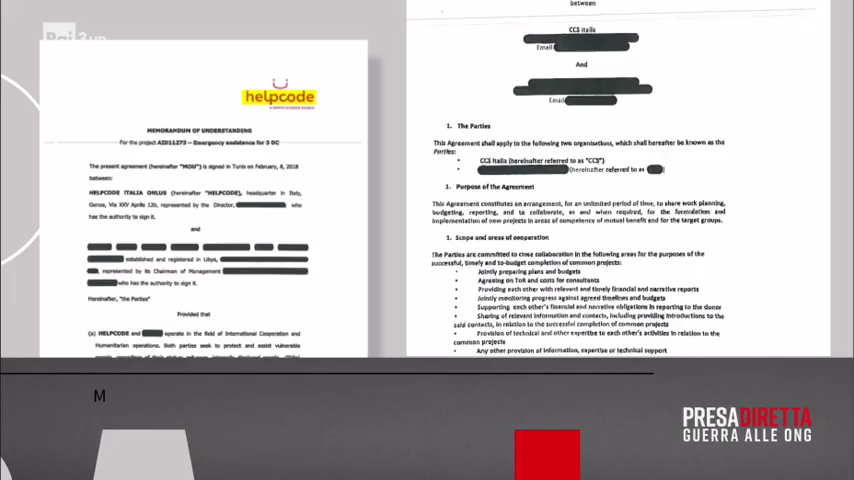 Rai 3 HD
helpcode
MEMORANDUM OF UNDERSTANDING
For the project AID11273 – Emergency assistance for 3 DC
The present agreement (hereinafter "MOU") is signed in Tunis on February, 8, 2018
between:
HELPCODE ITALIA ONLUS (hereinafter "HELPCODE), headquarter in Italy,
Genoa, Via XXV Aprile 12b, represented by the Director,
who
has the authority to sign it).
and
established and registered in Libya,
, represented by its Chairman of Management
who has the authority to sign it).
Hereinafter, "the Parties"
Provided that
(a) HELPCODE and operate in the field of International Cooperation and
Humanitarian operations. Both parties seek to protect and assist vulnerable
between
CCS Italia
Email
And
Email
1. The Parties
This Agreement shall apply to the following two organisations, which shall hereafter be known as the
Parties:
• CCS Italia (hereinafter referred to as "CCS")
• (hereinafter referred to as )
1. Purpose of the Agreement
This Agreement constitutes an arrangement, for an unlimited period of time, to share work planning,
budgeting, reporting, and to collaborate, as and when required, for the formulation and
implementation of new projects in areas of competence of mutual benefit and for the target groups.
1. Scope and areas of cooperation
The Parties are committed to close collaboration in the following areas for the purposes of the
successful, timely and to-budget completion of common projects:
• Jointly preparing plans and budgets
• Agreeing on ToR and costs for consultants
• Providing each other with relevant and timely financial and narrative reports
• Jointly monitoring progress against agreed timelines and budgets
• Supporting each other's financial and narrative obligations in reporting to the donor
• Sharing of relevant information and contacts, including providing introductions to the
said contacts, in relation to the successful completion of common projects
• Provision of technical and other expertise to each other's activities in relation to the
common projects
• Any other provision of information, expertise or technical support
M
PRESADIRETTA
GUERRA ALLE ONG